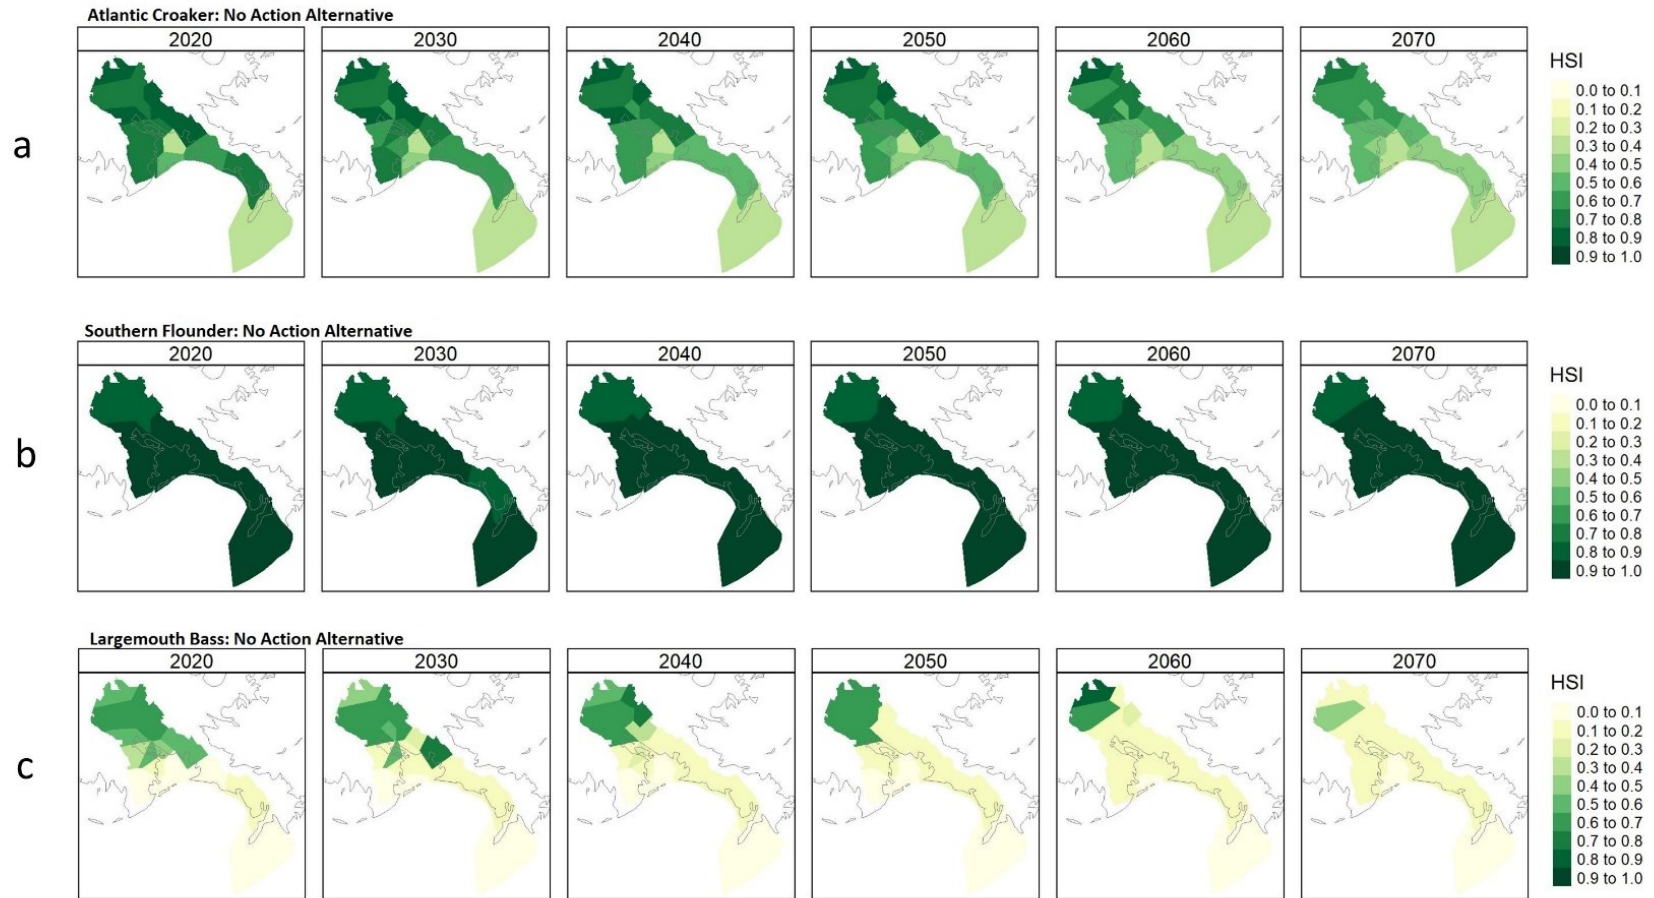 Atlantic Croaker: No Action Alternative
2020 2030 2040 2050 2060 2070
a
HSI
0.0 to 0.1
0.1 to 0.2
0.2 to 0.3
0.3 to 0.4
0.4 to 0.5
0.5 to 0.6
0.6 to 0.7
0.7 to 0.8
0.8 to 0.9
0.9 to 1.0
Southern Flounder: No Action Alternative
2020 2030 2040 2050 2060 2070
b
HSI
0.0 to 0.1
0.1 to 0.2
0.2 to 0.3
0.3 to 0.4
0.4 to 0.5
0.5 to 0.6
0.6 to 0.7
0.7 to 0.8
0.8 to 0.9
0.9 to 1.0
Largemouth Bass: No Action Alternative
2020 2030 2040 2050 2060 2070
c
HSI
0.0 to 0.1
0.1 to 0.2
0.2 to 0.3
0.3 to 0.4
0.4 to 0.5
0.5 to 0.6
0.6 to 0.7
0.7 to 0.8
0.8 to 0.9
0.9 to 1.0